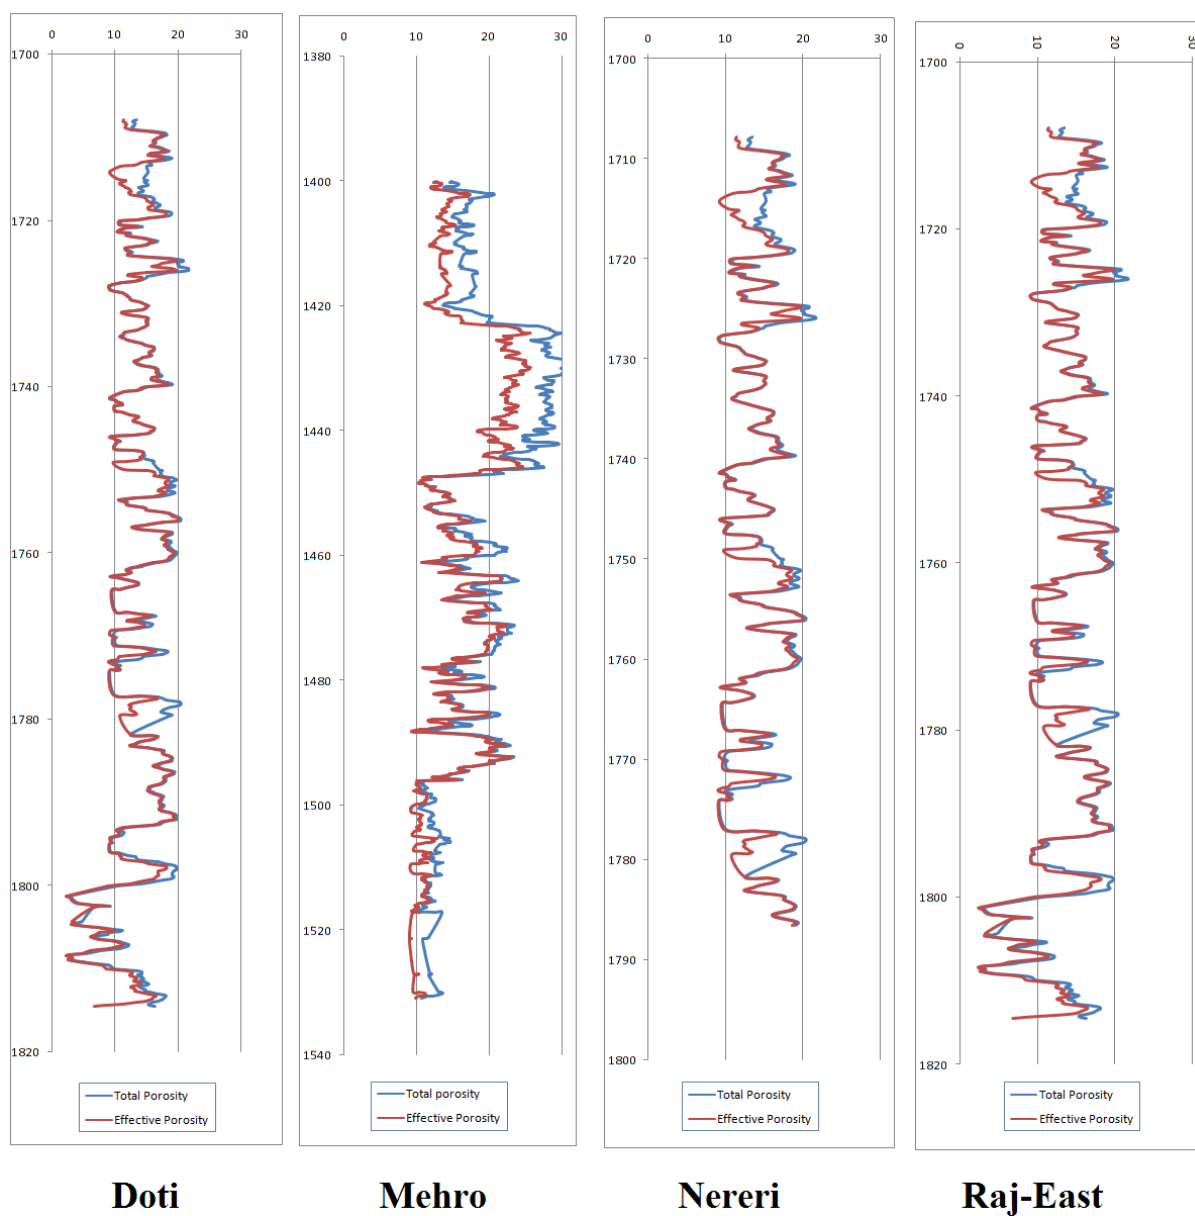 0 10 20 30
1700
1720
1740
1760
1780
1800
1820
Total Porosity
Effective Porosity
Doti
0 10 20 30
1380
1400
1420
1440
1460
1480
1500
1520
1540
Total porosity
Effective Porosity
Mehro
0 10 20 30
1700
1710
1720
1730
1740
1750
1760
1770
1780
1790
1800
Total Porosity
Effective Porosity
Nereri
0 10 20 30
1700
1720
1740
1760
1780
1800
1820
Total Porosity
Effective Porosity
Raj-East